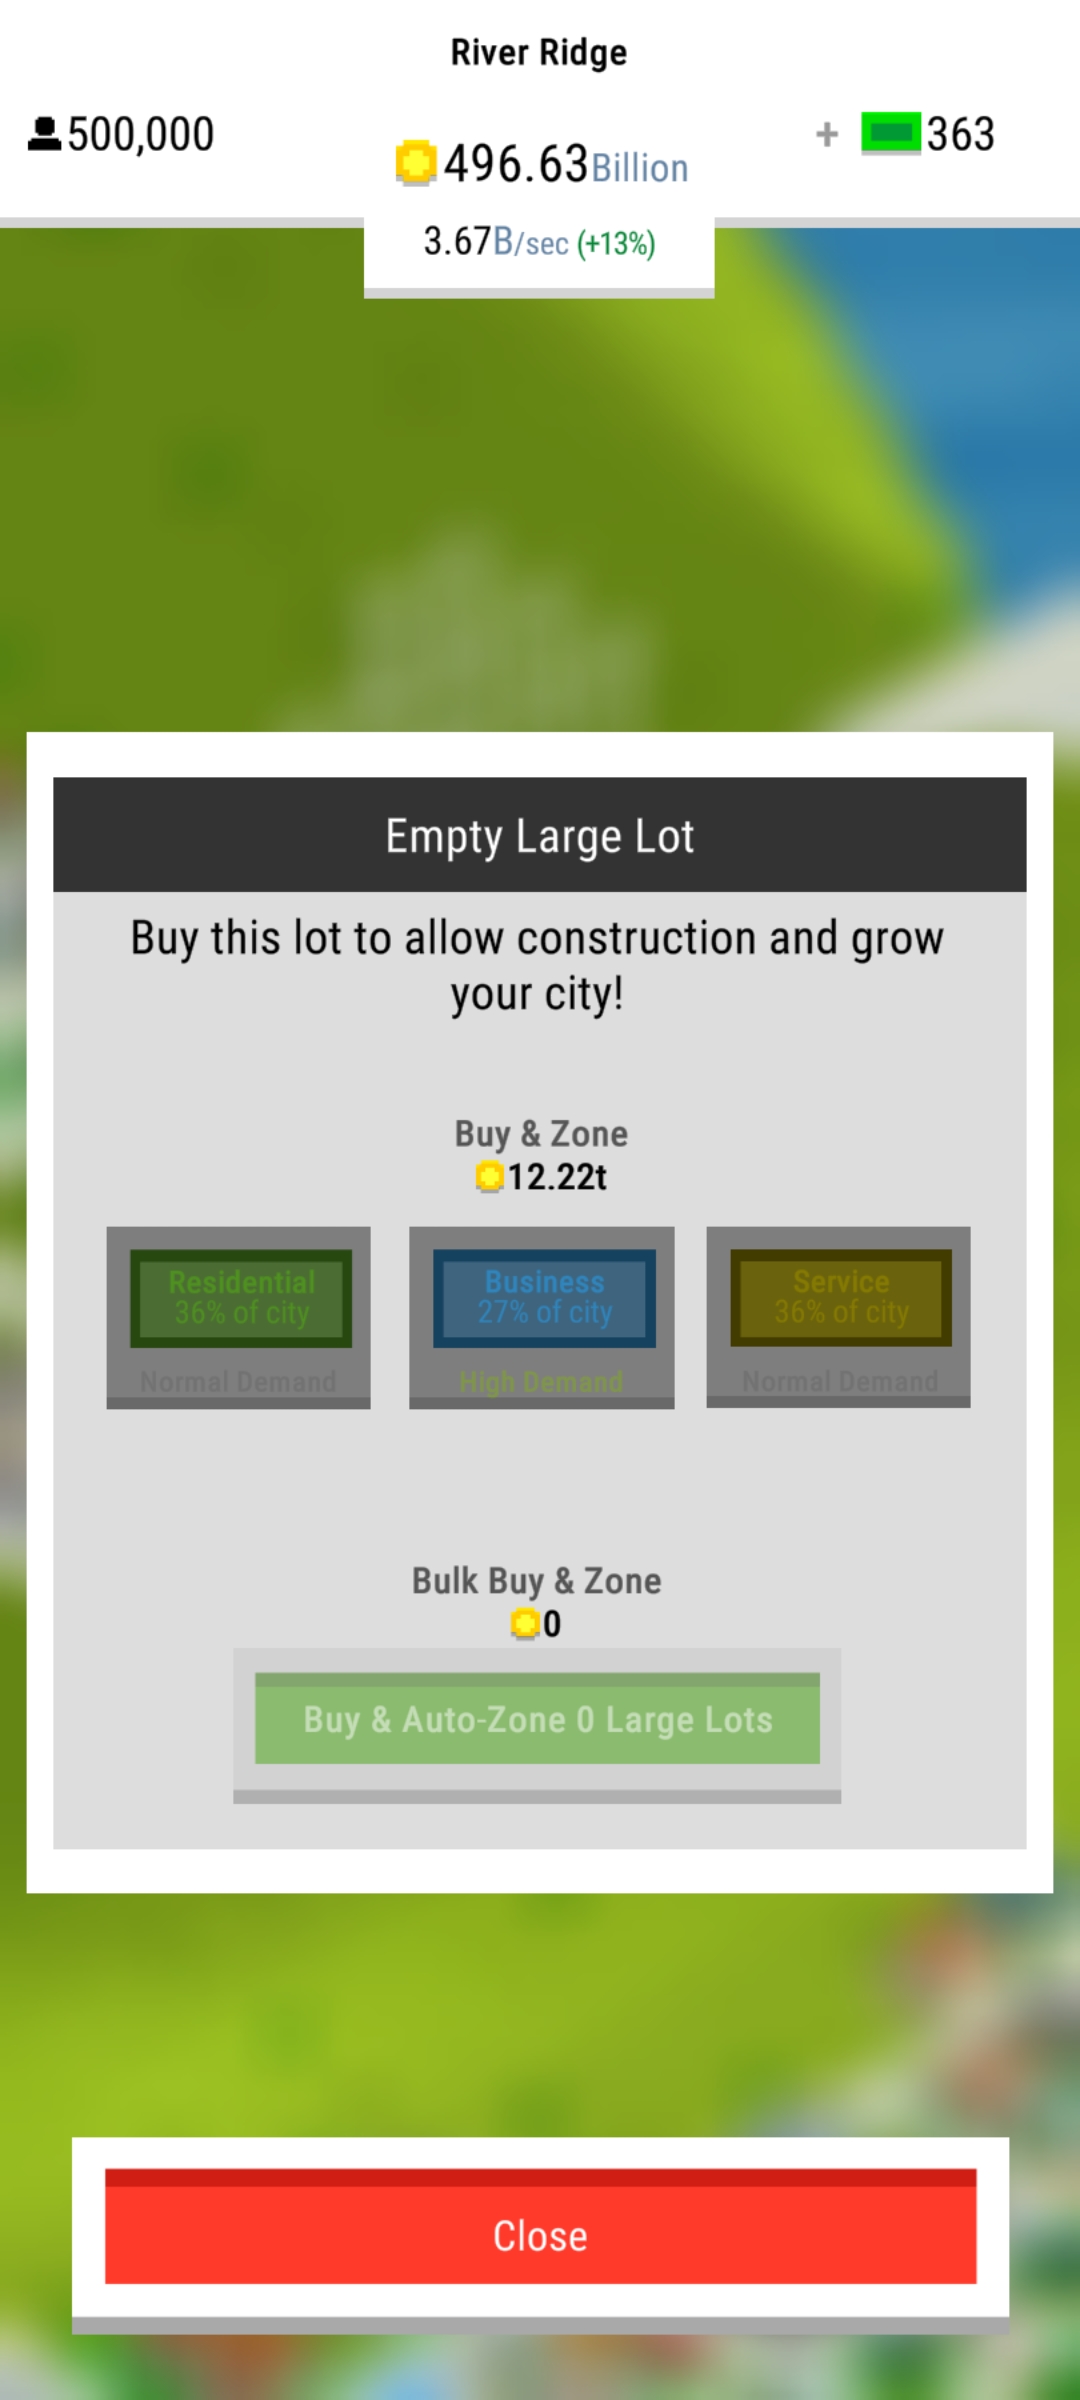 River Ridge
500,000
+ 363
496.63Billion
3.67B/sec (+13%)
Empty Large Lot
Buy this lot to allow construction and grow
your city!
Buy & Zone
12.22t
Residential
36% of city
Normal Demand
Business
27% of city
High Demand
Service
36% of city
Normal Demand
Bulk Buy & Zone
0
Buy & Auto-Zone 0 Large Lots
Close